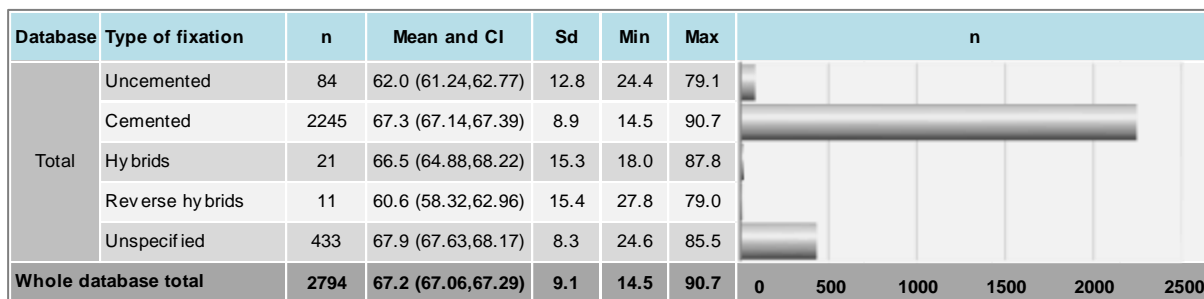 Database Type of fixation n Mean and CI Sd Min Max n
Uncemented 84 62.0 (61.24,62.77) 12.8 24.4 79.1
Cemented 2245 67.3 (67.14,67.39) 8.9 14.5 90.7
Total Hybrids 21 66.5 (64.88,68.22) 15.3 18.0 87.8
Reverse hybrids 11 60.6 (58.32,62.96) 15.4 27.8 79.0
Unspecified 433 67.9 (67.63,68.17) 8.3 24.6 85.5
Whole database total 2794 67.2 (67.06,67.29) 9.1 14.5 90.7 0 500 1000 1500 2000 2500